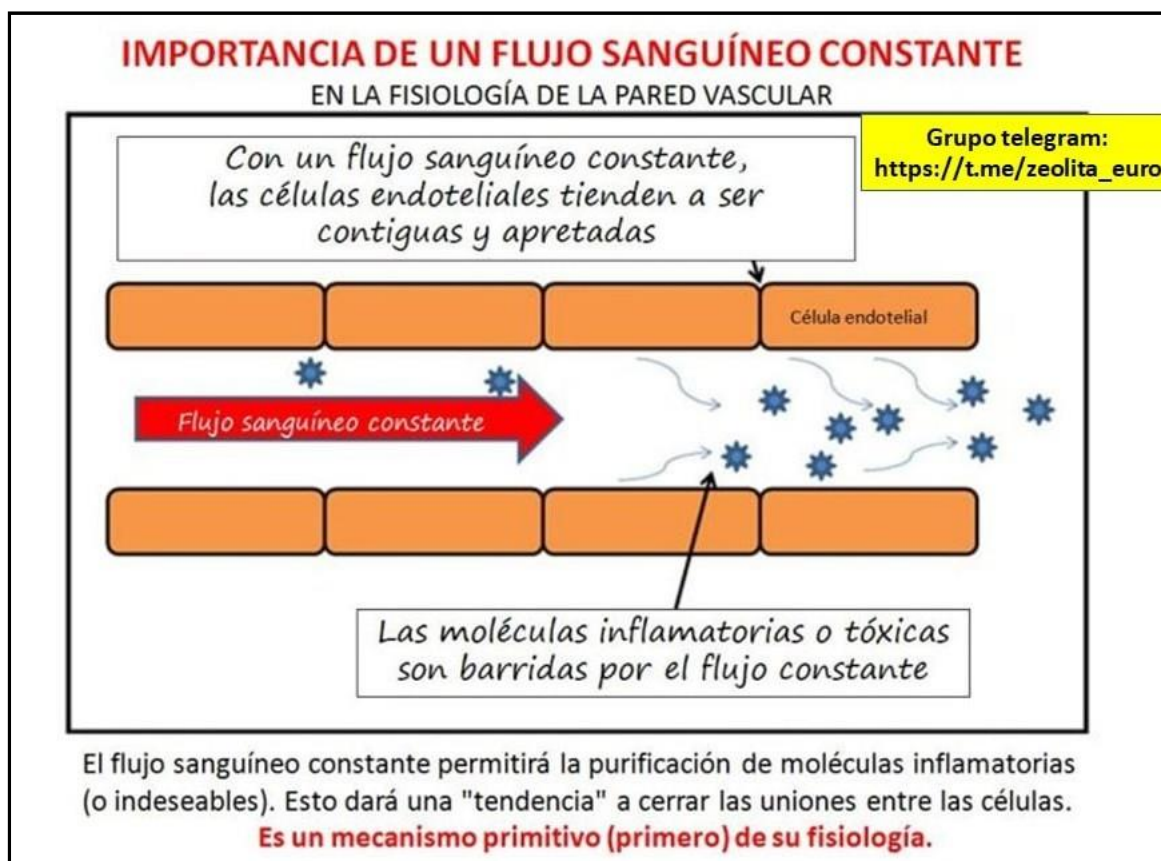 IMPORTANCIA DE UN FLUJO SANGUÍNEO CONSTANTE
EN LA FISIOLOGÍA DE LA PARED VASCULAR
Grupo telegram:
https://t.me/zeolita_euro
Con un flujo sanguíneo constante,
las células endoteliales tienden a ser
contiguas y apretadas
Célula endotelial
Flujo sanguíneo constante
Las moléculas inflamatorias o tóxicas
son barridas por el flujo constante
El flujo sanguíneo constante permitirá la purificación de moléculas inflamatorias
(o indeseables). Esto dará una "tendencia" a cerrar las uniones entre las células.
Es un mecanismo primitivo (primero) de su fisiología.